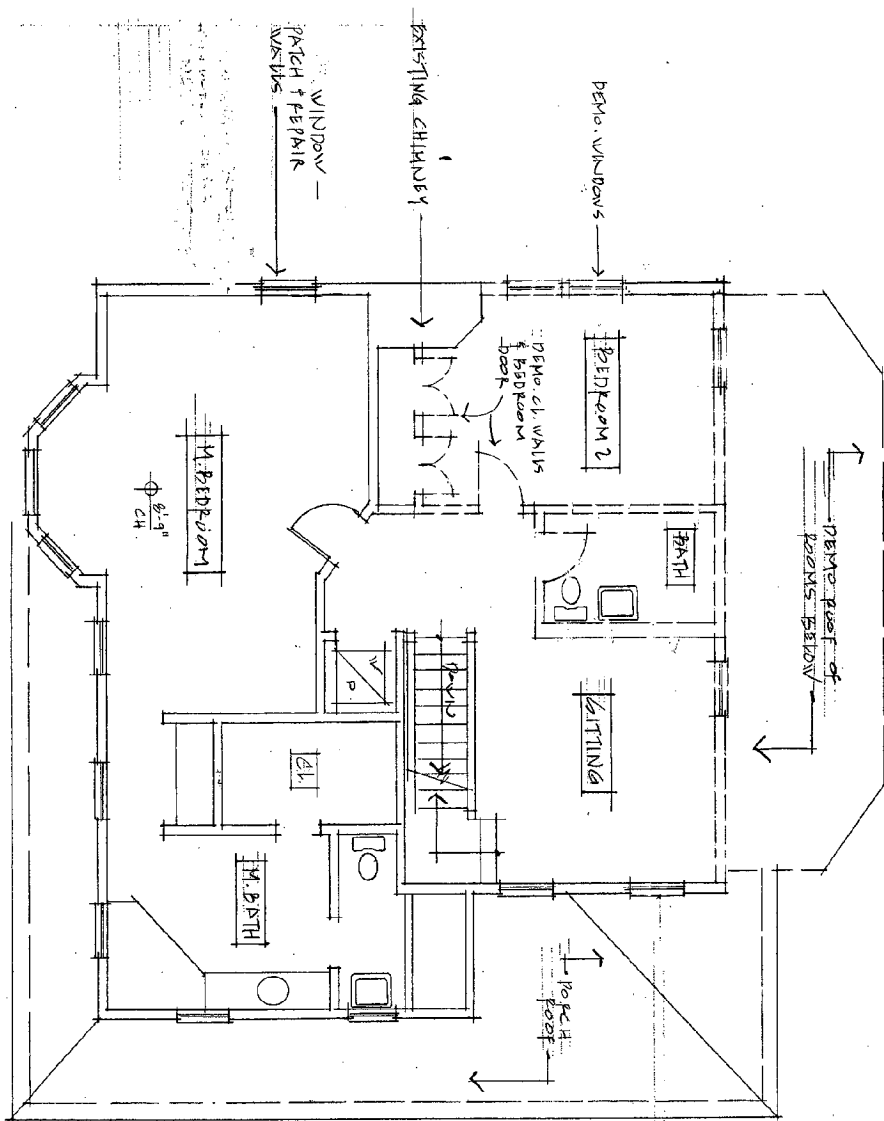 DEMO. WINDOWS
EXISTING CHIMNEY
WINDOW —
PATCH & REPAIR
WALLS
DEMO. ROOF OF
ROOMS BELOW
BEDROOM 2
DEMO. CL. WALLS
& BEDROOM
DOOR
BATH
SITTING
DOWN
M. BEDROOM
8'-9"
CH.
W
D.
CL.
M. BATH
PORCH
ROOF